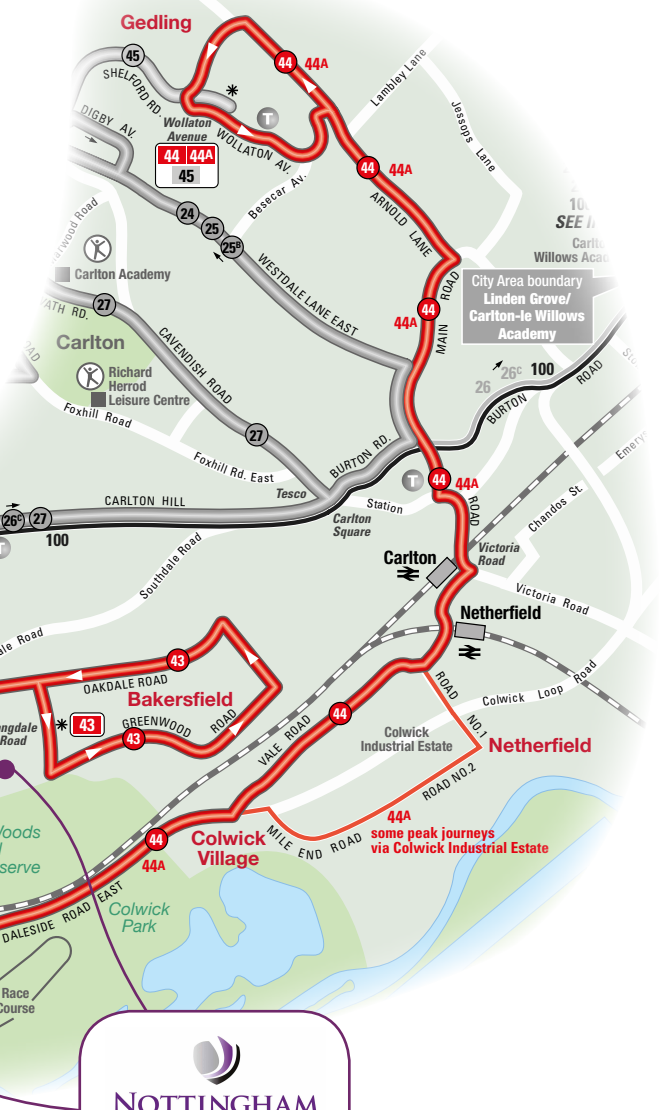 Gedling
45
SHELFORD RD.
44
44A
Lambley Lane
Jessops Lane
DIGBY AV.
Wollaton
Avenue
*
T
WOLLATON AV.
44 44A
45
Besecar Av.
44
44A
ARNOLD LANE
24
25
25B
WESTDALE LANE EAST
Carlton Academy
27
Carlton
CAVENDISH ROAD
Richard
Herrod
Leisure Centre
Foxhill Road
27
Foxhill Rd. East
44
44A
MAIN ROAD
City Area boundary
Linden Grove/
Carlton-le Willows
Academy
26
26C
100
BURTON ROAD
BURTON RD.
Tesco
T
44
44A
Station
ROAD
CARLTON HILL
Carlton
Square
26C
27
100
Chandos St.
Southdale Road
Carlton
Victoria
Road
Victoria Road
Netherfield
43
OAKDALE ROAD
Bakersfield
* 43
GREENWOOD ROAD
43
44
VALE ROAD
ROAD NO.1
Colwick Loop Road
Colwick
Industrial Estate
Netherfield
ROAD NO.2
44A
some peak journeys
via Colwick Industrial Estate
MILE END ROAD
Colwick
Village
44
44A
DALESIDE ROAD EAST
Colwick
Park
Race
Course
NOTTINGHAM